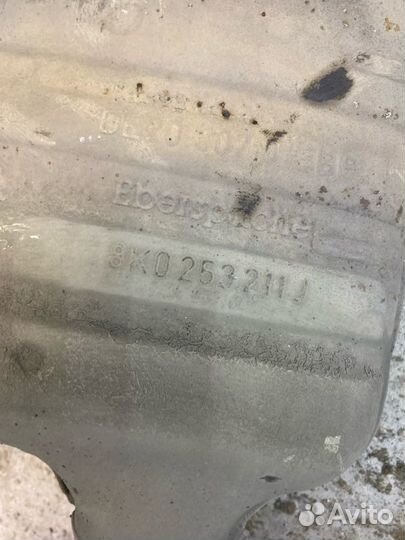 Eberspächer
8K0 253 211 J
Avito